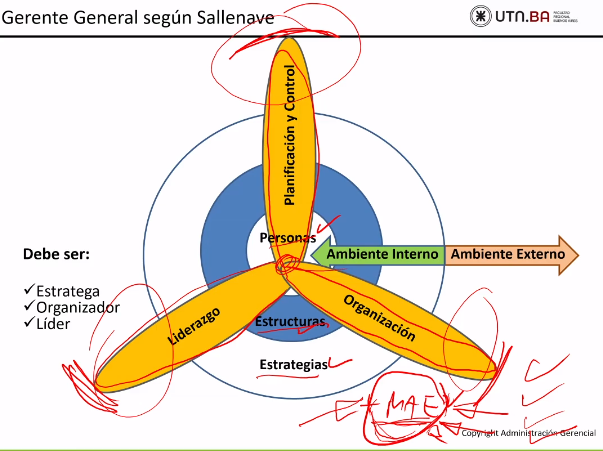 Gerente General según Sallenave
UTN.BA
FACULTAD
REGIONAL
BUENOS AIRES
Planificación y Control
Personas
Ambiente Interno
Ambiente Externo
Debe ser:
✓Estratega
✓Organizador
✓Líder
Liderazgo
Organización
Estructuras
Estrategias
MAE
Copyright Administración Gerencial